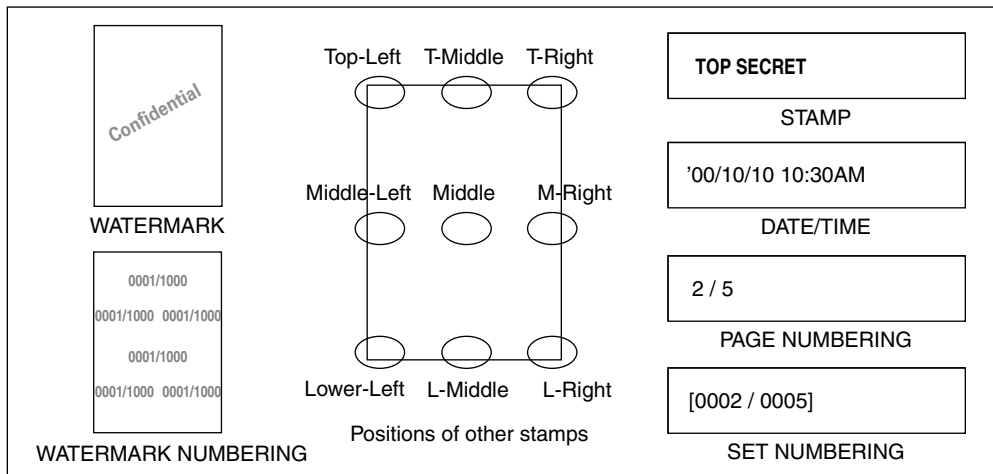 Confidential
WATERMARK
0001/1000
0001/1000 0001/1000
0001/1000
0001/1000 0001/1000
WATERMARK NUMBERING
Top-Left T-Middle T-Right
Middle-Left Middle M-Right
Lower-Left L-Middle L-Right
Positions of other stamps
TOP SECRET
STAMP
'00/10/10 10:30AM
DATE/TIME
2 / 5
PAGE NUMBERING
[0002 / 0005]
SET NUMBERING